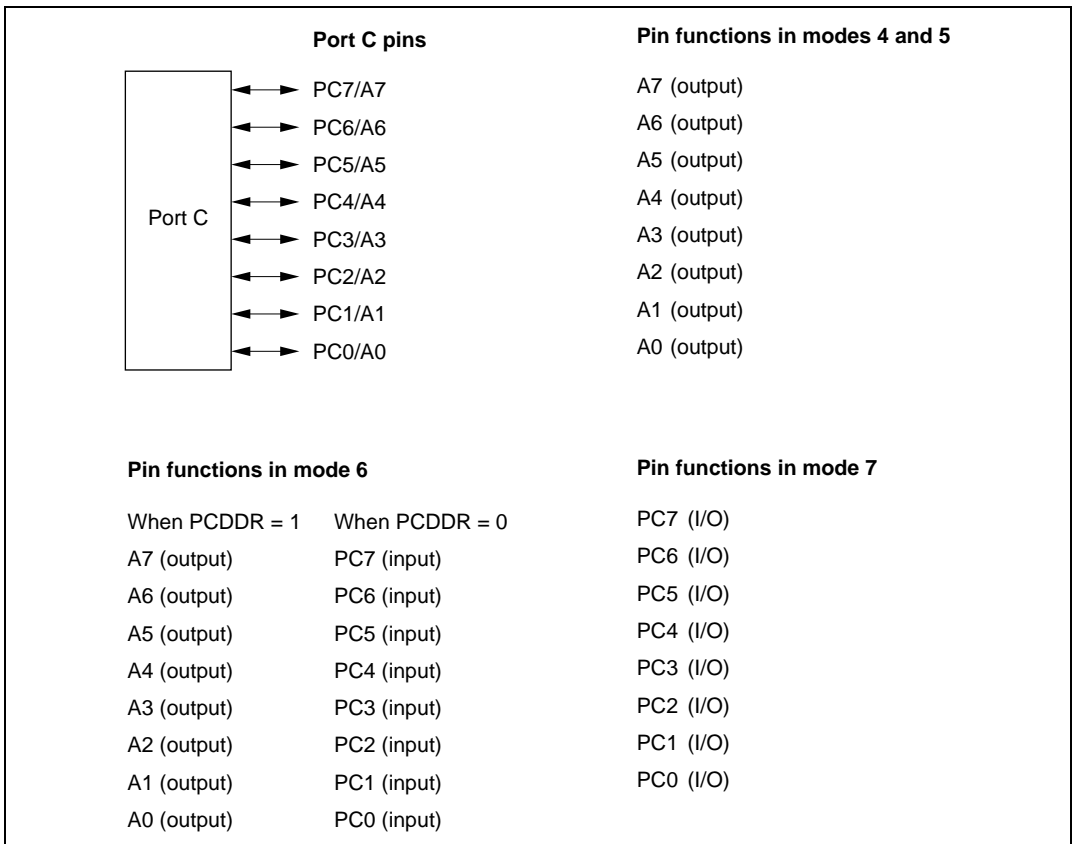 Port C pins
Pin functions in modes 4 and 5
Port C
PC7/A7
A7 (output)
PC6/A6
A6 (output)
PC5/A5
A5 (output)
PC4/A4
A4 (output)
PC3/A3
A3 (output)
PC2/A2
A2 (output)
PC1/A1
A1 (output)
PC0/A0
A0 (output)
Pin functions in mode 6
When PCDDR = 1 When PCDDR = 0
A7 (output) PC7 (input)
A6 (output) PC6 (input)
A5 (output) PC5 (input)
A4 (output) PC4 (input)
A3 (output) PC3 (input)
A2 (output) PC2 (input)
A1 (output) PC1 (input)
A0 (output) PC0 (input)
Pin functions in mode 7
PC7 (I/O)
PC6 (I/O)
PC5 (I/O)
PC4 (I/O)
PC3 (I/O)
PC2 (I/O)
PC1 (I/O)
PC0 (I/O)